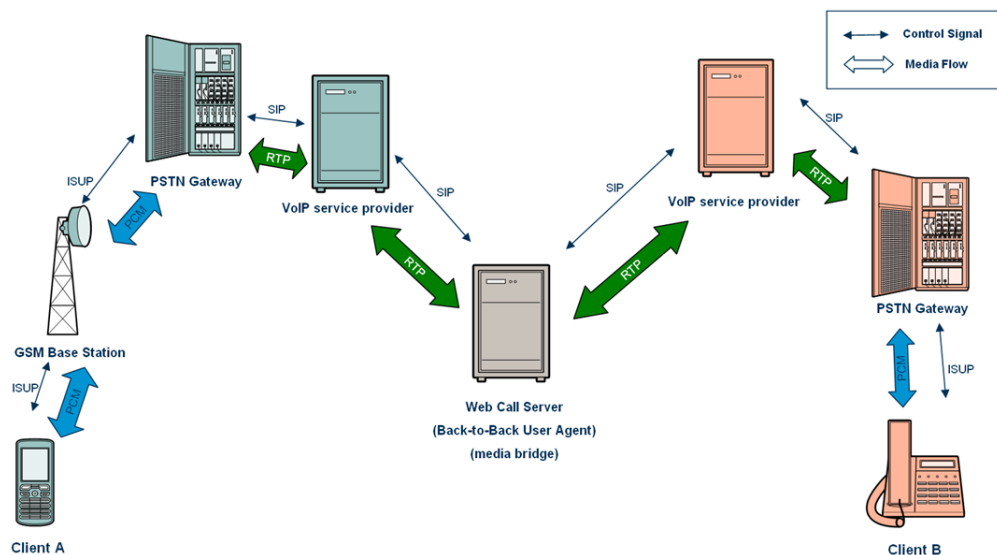 Control Signal
Media Flow
SIP
RTP
PSTN Gateway
VoIP service provider
ISUP
PCM
GSM Base Station
ISUP
PCM
Client A
SIP
RTP
Web Call Server
(Back-to-Back User Agent)
(media bridge)
SIP
RTP
VoIP service provider
SIP
RTP
PSTN Gateway
PCM
ISUP
Client B